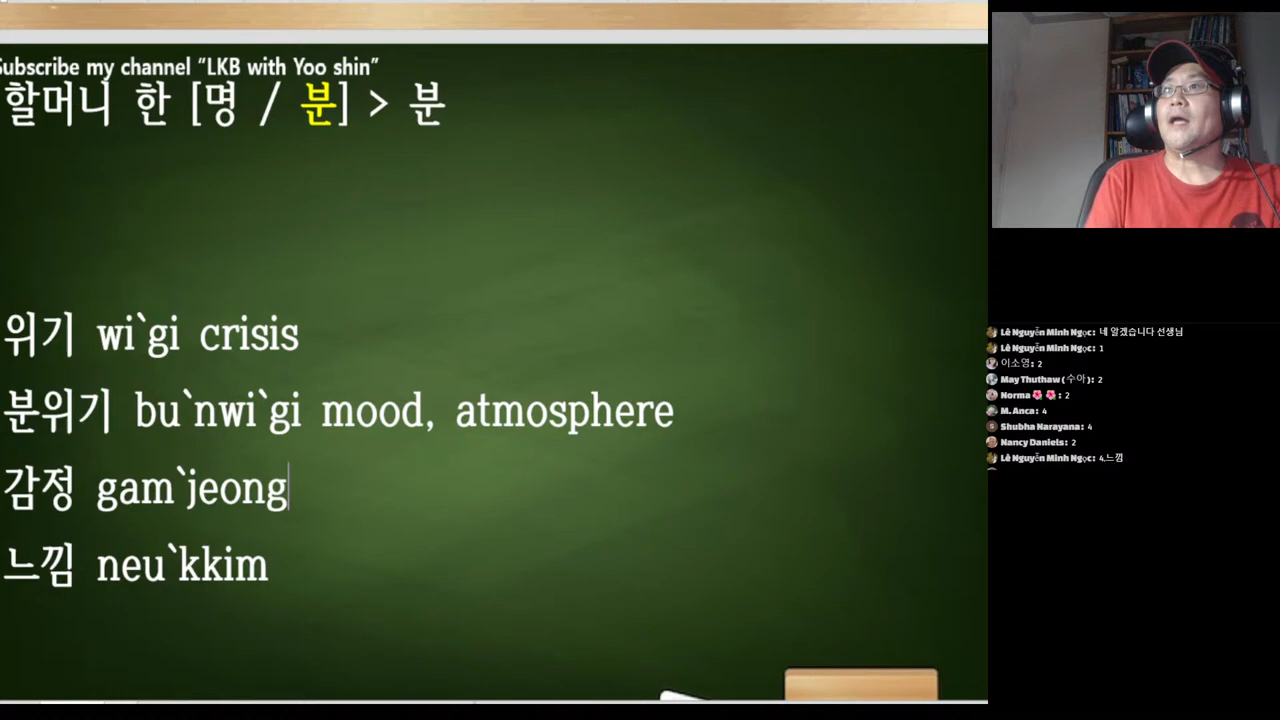 Subscribe my channel “LKB with Yoo shin”
할머니 한 [명 / 분] > 분
위기 wi`gi crisis
분위기 bu`nwi`gi mood, atmosphere
감정 gam`jeong
느낌 neu`kkim
Lê Nguyễn Minh Ngọc: 네 알겠습니다 선생님
Lê Nguyễn Minh Ngọc: 1
이소영: 2
May Thuthaw (수아): 2
Norma🌺🌺: 2
M. Anca: 4
Shubha Narayana: 4
Nancy Daniels: 2
Lê Nguyễn Minh Ngọc: 4.느낌